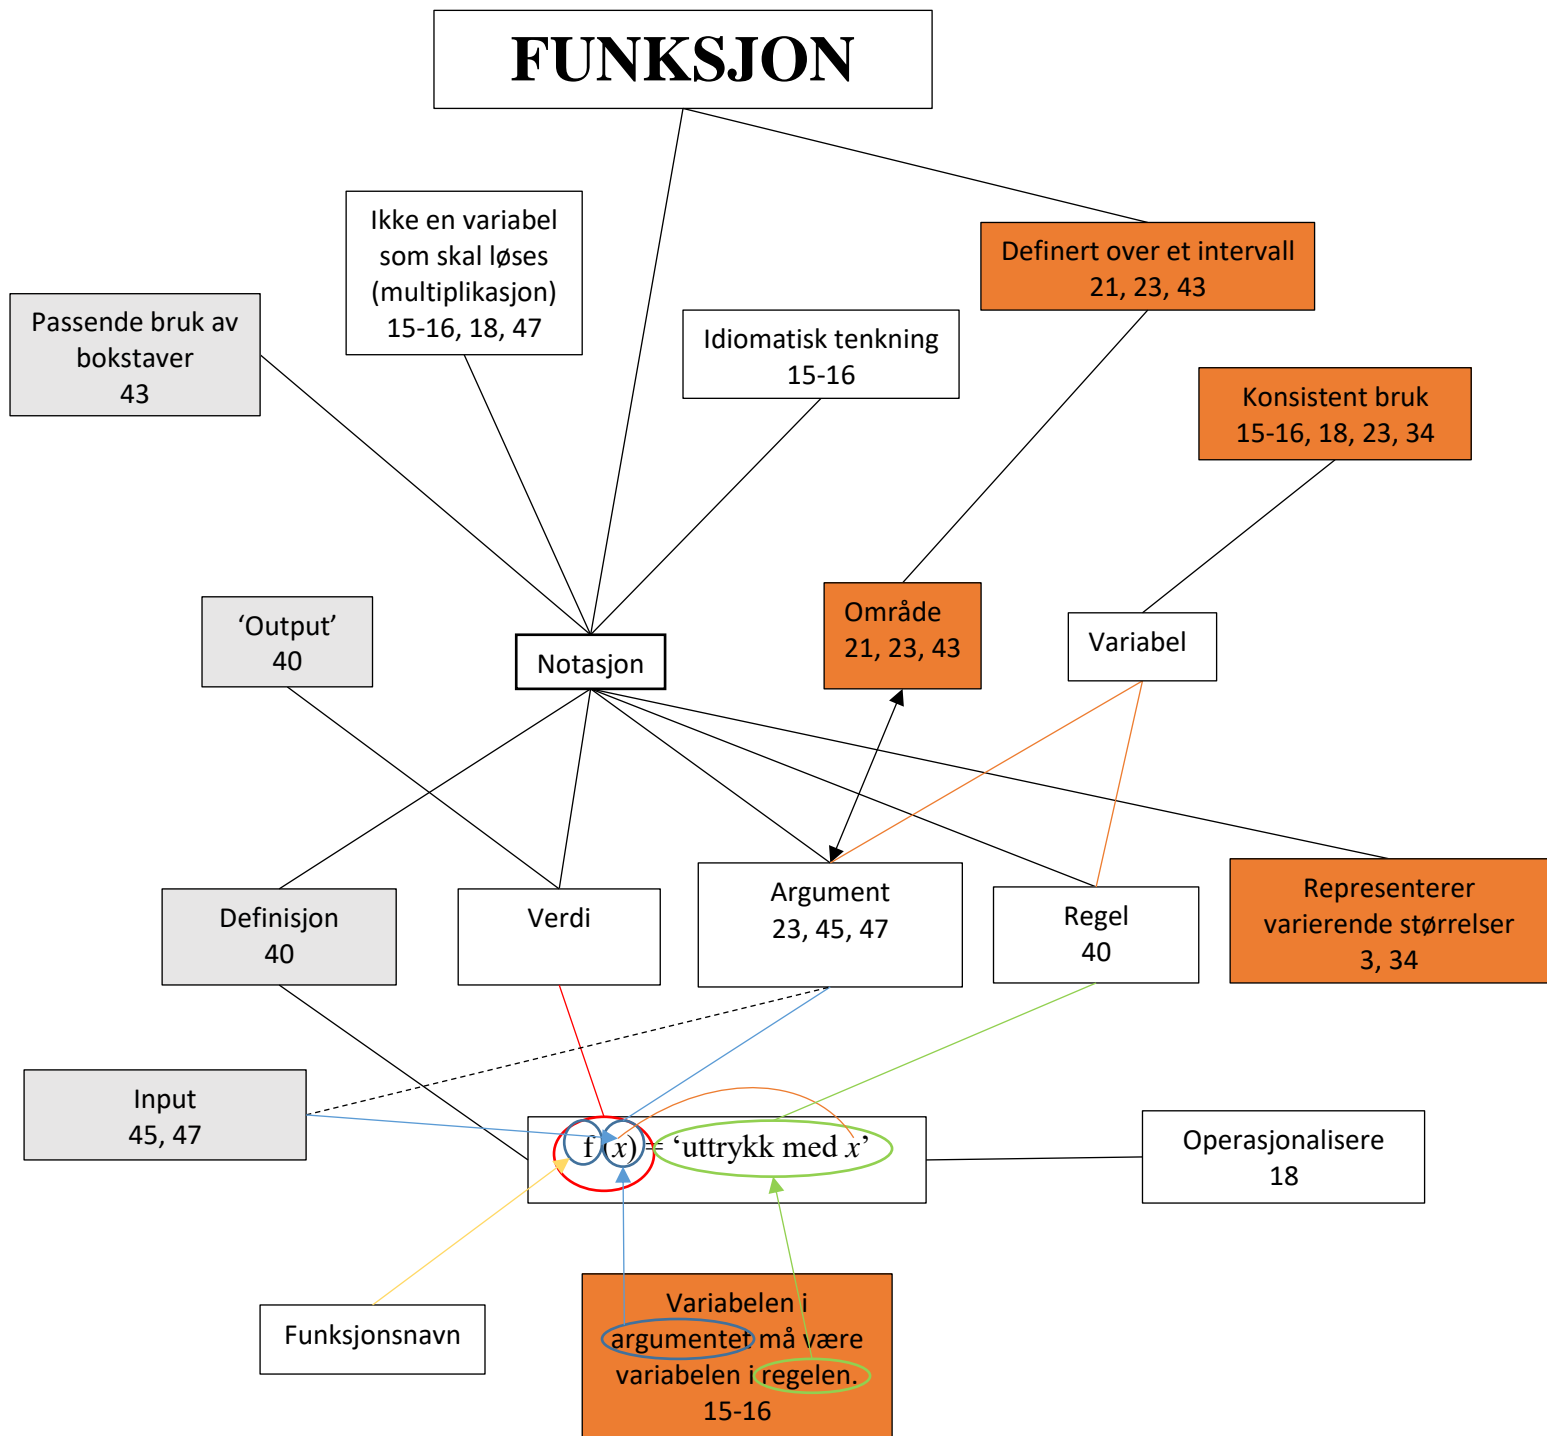 FUNKSJON
Ikke en variabel
som skal løses
(multiplikasjon)
15-16, 18, 47
Definert over et intervall
21, 23, 43
Passende bruk av
bokstaver
43
Idiomatisk tenkning
15-16
Konsistent bruk
15-16, 18, 23, 34
‘Output’
40
Notasjon
Område
21, 23, 43
Variabel
Definisjon
40
Verdi
Argument
23, 45, 47
Regel
40
Representerer
varierende størrelser
3, 34
Input
45, 47
f (x) = ‘uttrykk med x’
Operasjonalisere
18
Funksjonsnavn
Variabelen i
argumentet må være
variabelen i regelen.
15-16